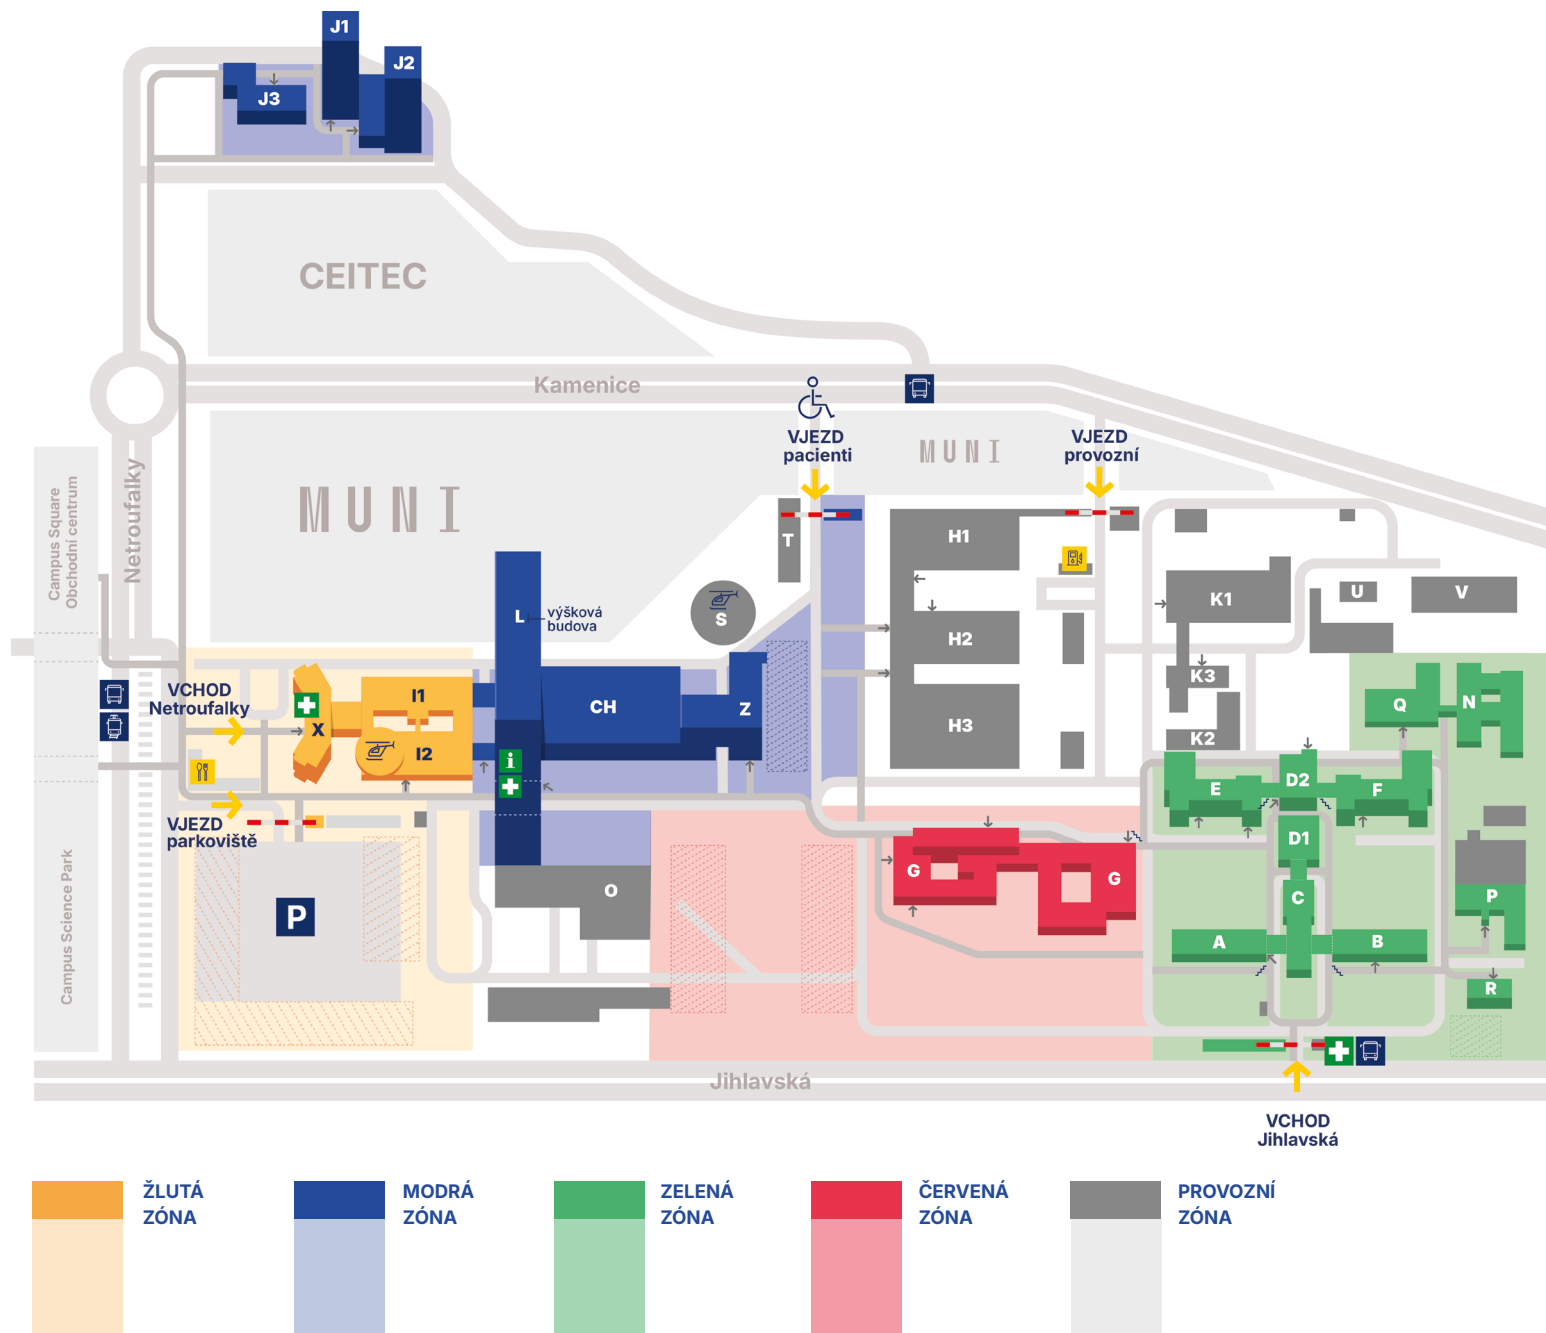 J1
J2
J3
CEITEC
Kamenice
VJEZD
pacienti
MUNI
VJEZD
provozní
Campus Square
Obchodní centrum
Netroufalky
MUNI
T
H1
K1
U
V
L
výšková
budova
S
H2
K3
VCHOD
Netroufalky
I1
X
I2
CH
Z
H3
K2
Q
N
E
D2
F
VJEZD
parkoviště
D1
G
G
O
C
P
P
A
B
R
Campus Science Park
Jihlavská
VCHOD
Jihlavská
ŽLUTÁ
ZÓNA
MODRÁ
ZÓNA
ZELENÁ
ZÓNA
ČERVENÁ
ZÓNA
PROVOZNÍ
ZÓNA